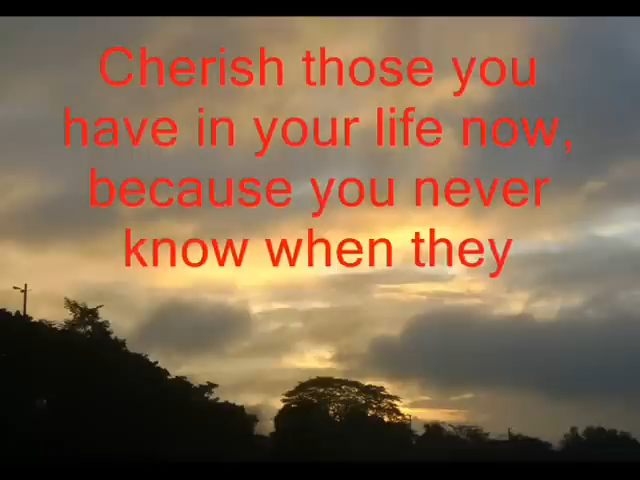 Cherish those you
have in your life now,
because you never
know when they